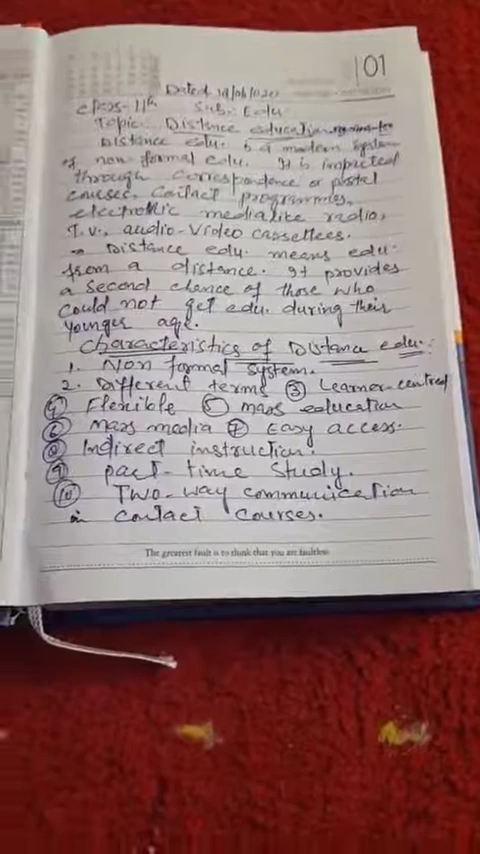 01
Dated 19/06/020
Class-11th Sub: Edu
Topic: Distance education
Distance edu. is a modern system
of non formal edu. It is imparted
through correspondence or postal
courses, contact programmes,
electronic media like radio,
T.V., audio-video cassettees.
→ Distance edu. means edu.
from a distance. It provides
a second chance of those who
could not get edu. during their
younger age.
Characteristics of Distance edu.:
1. Non formal system.
2. Different terms ③ Learner-centred
④ Flexible ⑤ mass education
⑥ Mass media ⑦ Easy access.
⑧ Indirect instruction.
⑨ part-time study.
⑩ Two-way communication
in contact courses.
The greatest fault is to think that you are faultless